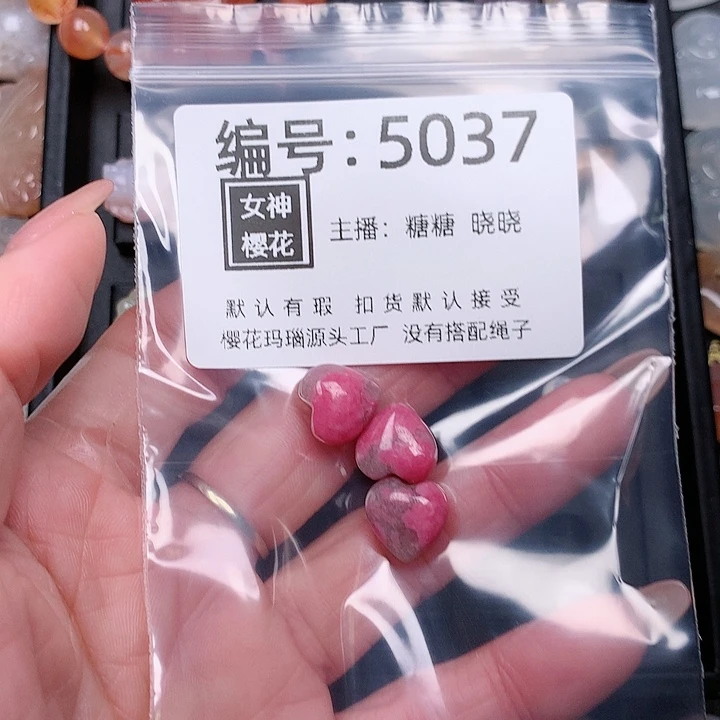 编号:5037
女神
樱花
主播: 糖糖 晓晓
默认有瑕 扣货默认接受
樱花玛瑙源头工厂 没有搭配绳子